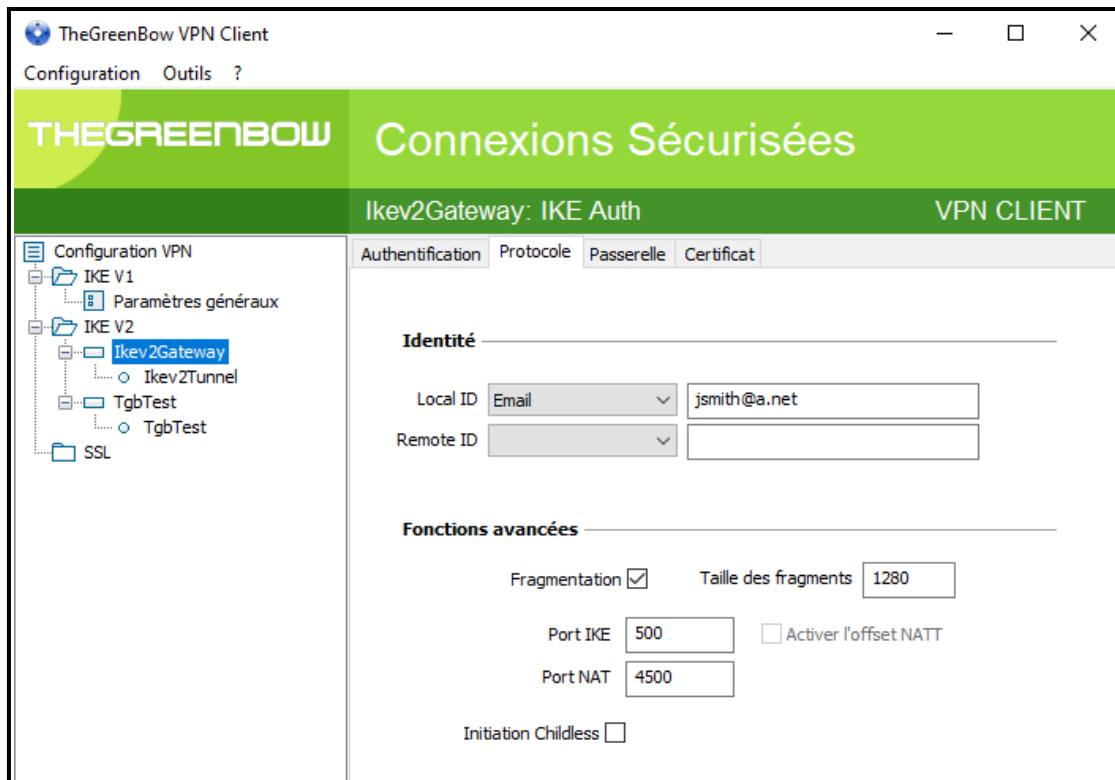 TheGreenBow VPN Client
Configuration Outils ?
THEGREENBOW
Connexions Sécurisées
Ikev2Gateway: IKE Auth VPN CLIENT
Configuration VPN
IKE V1
Paramètres généraux
IKE V2
Ikev2Gateway
Ikev2Tunnel
TgbTest
TgbTest
SSL
Authentification Protocole Passerelle Certificat
Identité
Local ID Email jsmith@a.net
Remote ID
Fonctions avancées
Fragmentation Taille des fragments 1280
Port IKE 500 Activer l'offset NATT
Port NAT 4500
Initiation Childless